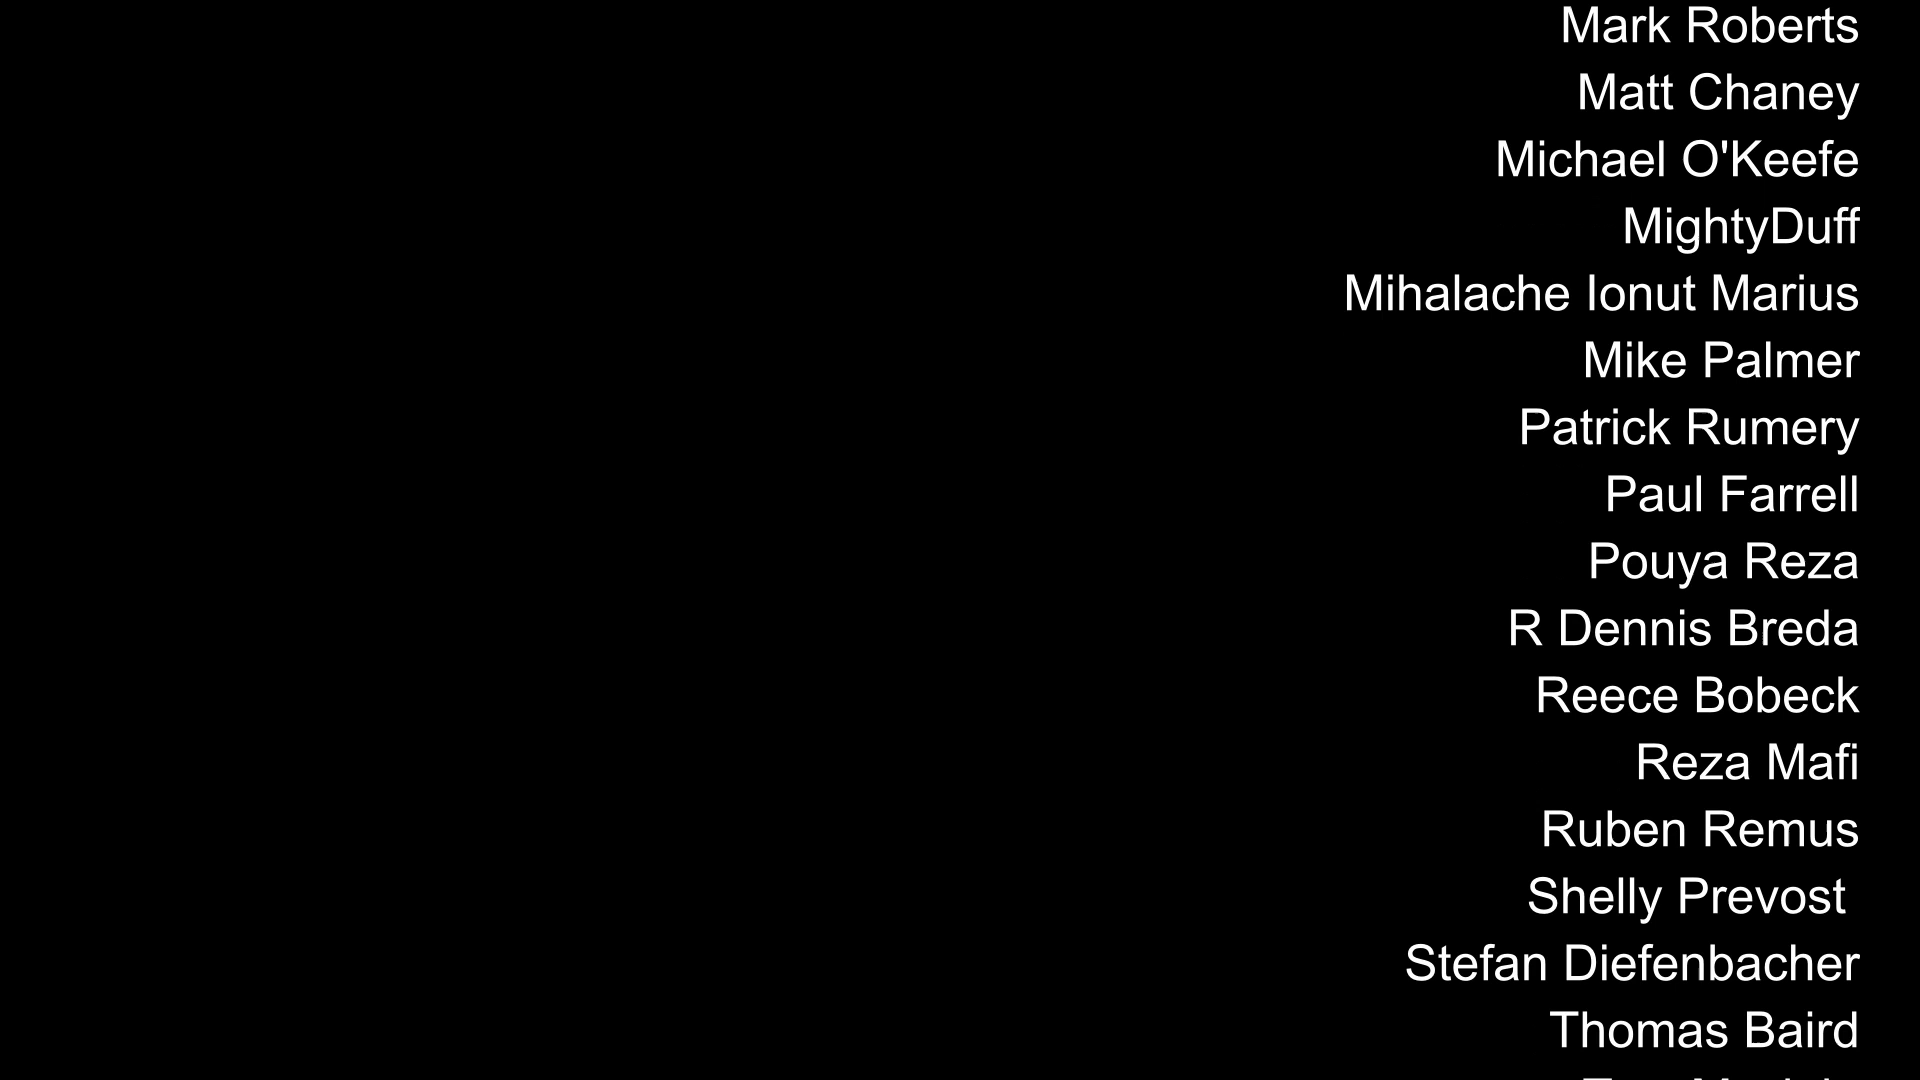 Mark Roberts
Matt Chaney
Michael O'Keefe
MightyDuff
Mihalache Ionut Marius
Mike Palmer
Patrick Rumery
Paul Farrell
Pouya Reza
R Dennis Breda
Reece Bobeck
Reza Mafi
Ruben Remus
Shelly Prevost
Stefan Diefenbacher
Thomas Baird